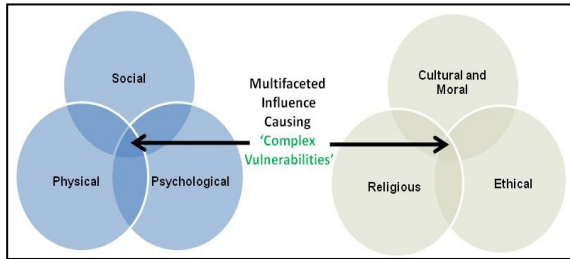 Social
Physical
Psychological
Multifaceted
Influence
Causing
‘Complex
Vulnerabilities’
Cultural and
Moral
Religious
Ethical